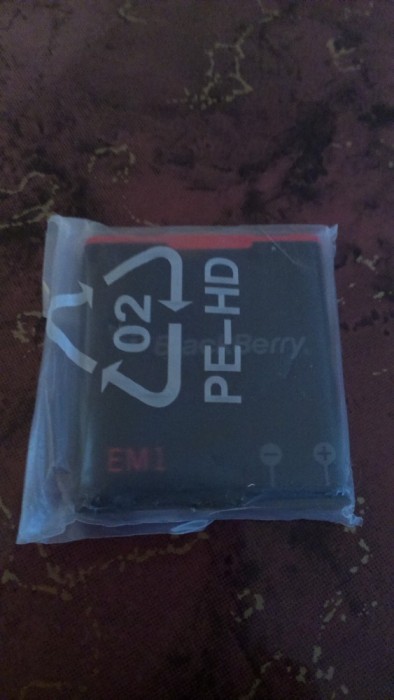 02
PE-HD
BlackBerry
EM1
- +